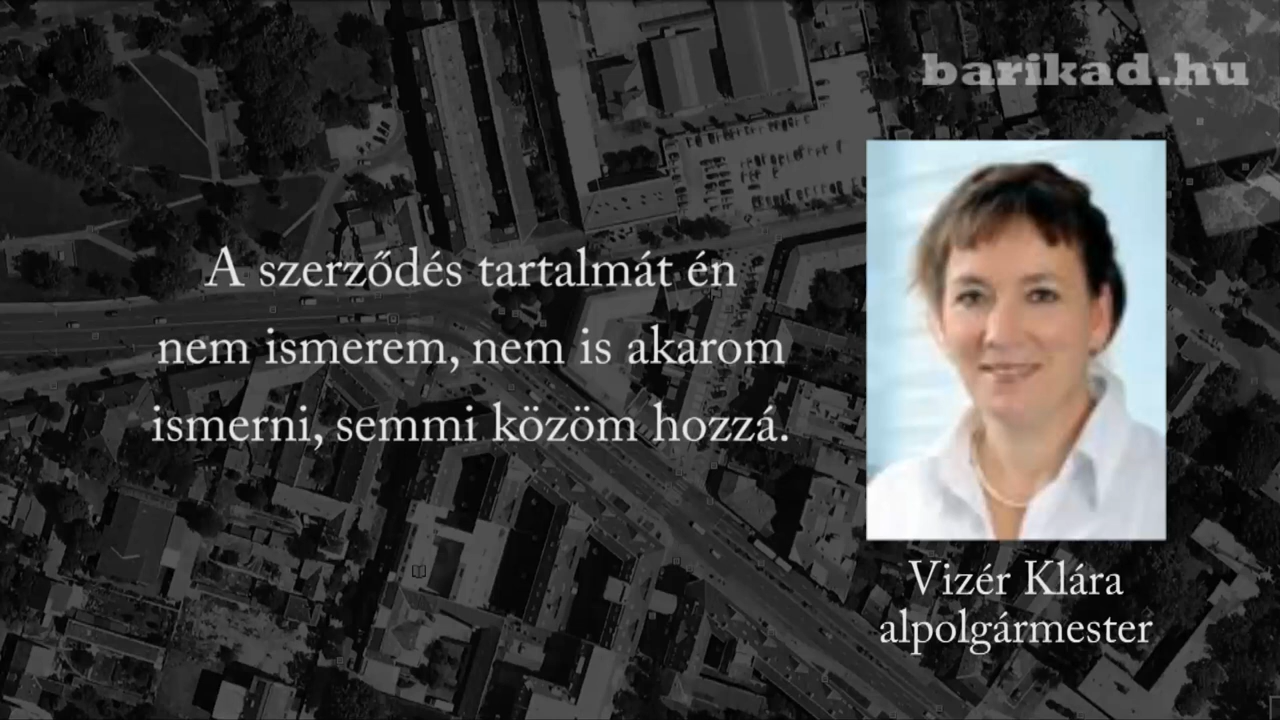 barikad.hu
A szerződés tartalmát én
nem ismerem, nem is akarom
ismerni, semmi közöm hozzá.
Vizér Klára
alpolgármester